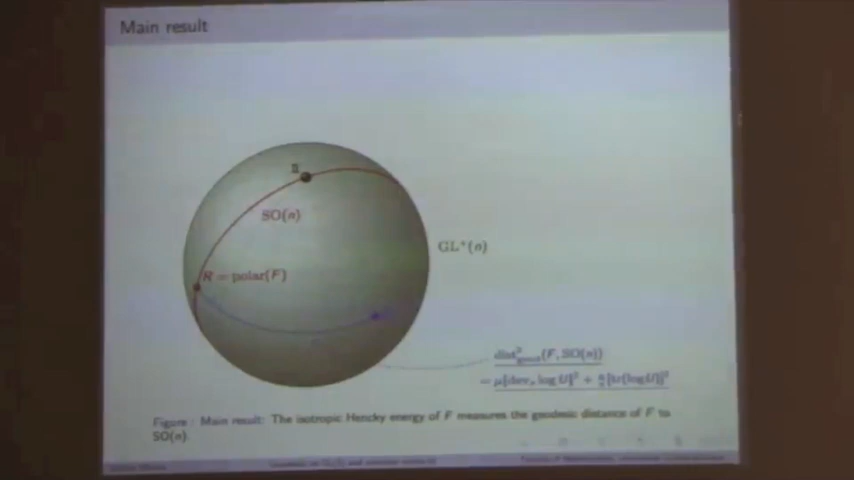 Main result
𝟙
SO(n)
GL⁺(n)
R = polar(F)
dist²geod(F, SO(n))
= μ‖devₙ log U‖² + κ/2 [tr(log U)]²
Figure : Main result: The isotropic Hencky energy of F measures the geodesic distance of F to
SO(n).